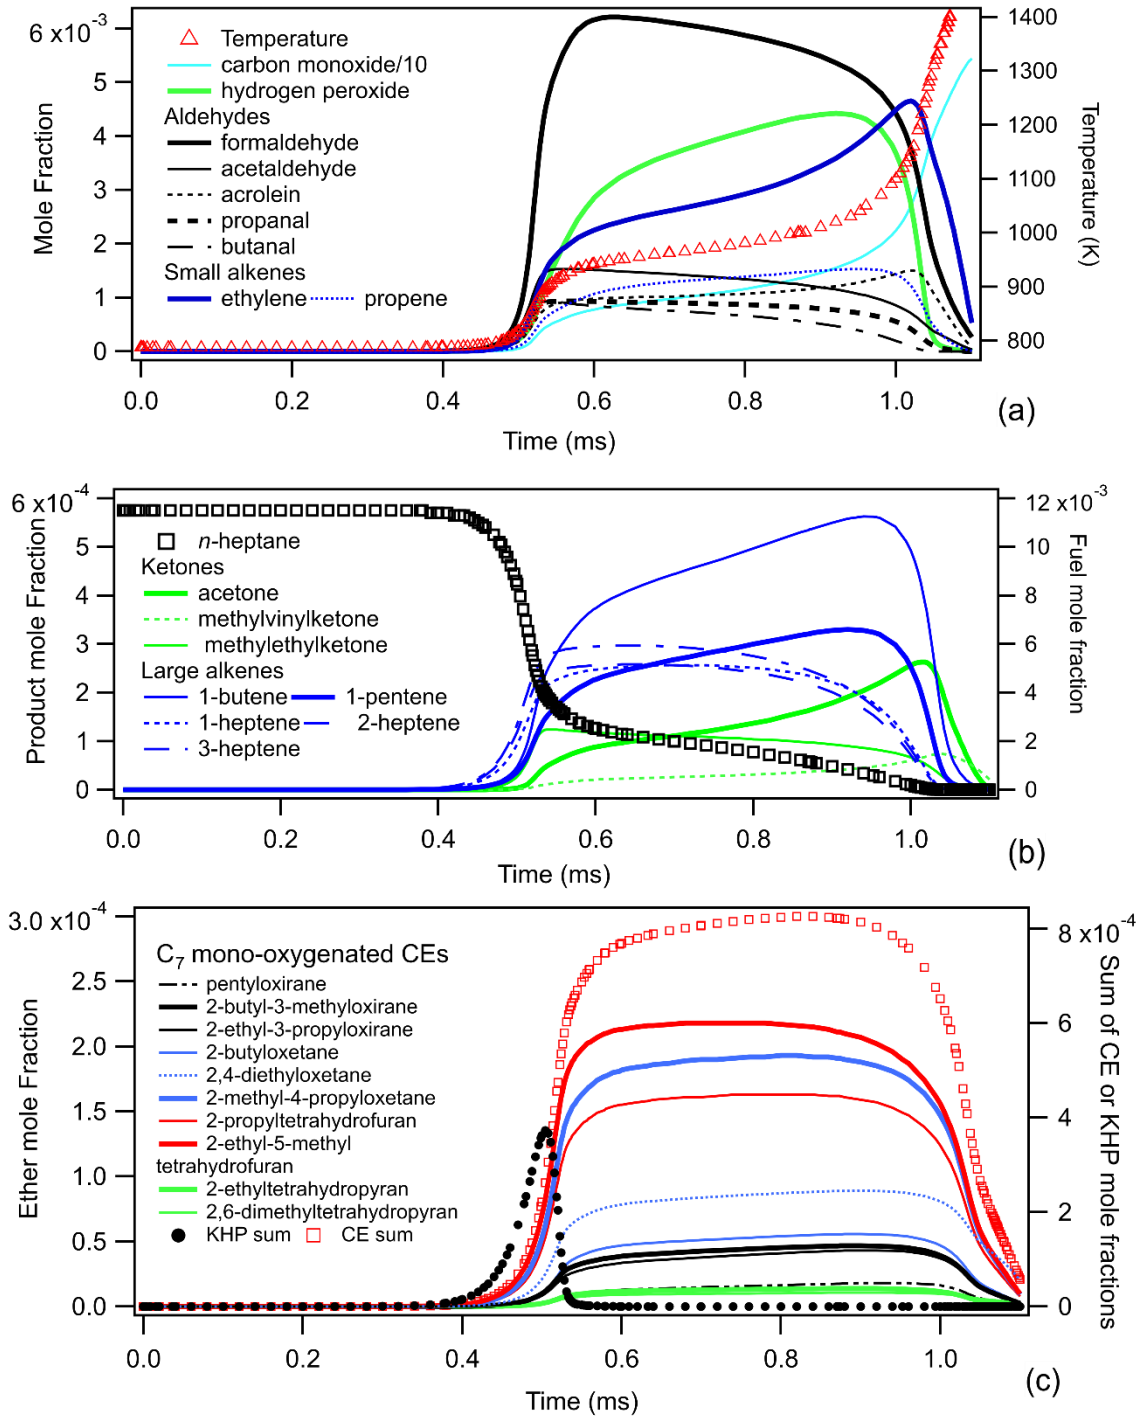 6 x10⁻³
5
4
3
2
1
0
Mole Fraction
Temperature
carbon monoxide/10
hydrogen peroxide
Aldehydes
formaldehyde
acetaldehyde
acrolein
propanal
butanal
Small alkenes
ethylene propene
1400
1300
1200
1100
1000
900
800
Temperature (K)
0.0 0.2 0.4 0.6 0.8 1.0
Time (ms)
(a)
6 x10⁻⁴
5
4
3
2
1
0
Product mole Fraction
n-heptane
Ketones
acetone
methylvinylketone
methylethylketone
Large alkenes
1-butene 1-pentene
1-heptene 2-heptene
3-heptene
12 x10⁻³
10
8
6
4
2
0
Fuel mole fraction
0.0 0.2 0.4 0.6 0.8 1.0
Time (ms)
(b)
3.0 x10⁻⁴
2.5
2.0
1.5
1.0
0.5
0.0
Ether mole Fraction
C₇ mono-oxygenated CEs
pentyloxirane
2-butyl-3-methyloxirane
2-ethyl-3-propyloxirane
2-butyloxetane
2,4-diethyloxetane
2-methyl-4-propyloxetane
2-propyltetrahydrofuran
2-ethyl-5-methyl
tetrahydrofuran
2-ethyltetrahydropyran
2,6-dimethyltetrahydropyran
KHP sum CE sum
8 x10⁻⁴
6
4
2
0
Sum of CE or KHP mole fractions
0.0 0.2 0.4 0.6 0.8 1.0
Time (ms)
(c)